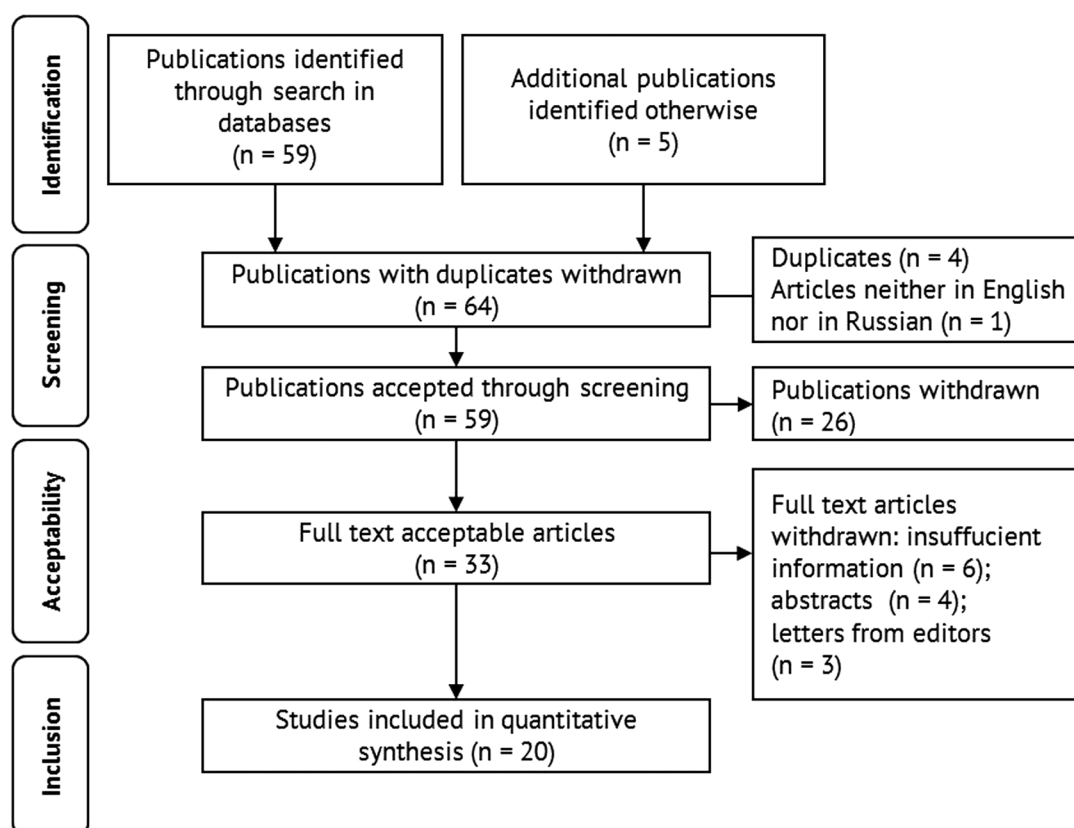 Identification
Publications identified
through search in
databases
(n = 59)
Additional publications
identified otherwise
(n = 5)
Screening
Publications with duplicates withdrawn
(n = 64)
Duplicates (n = 4)
Articles neither in English
nor in Russian (n = 1)
Publications accepted through screening
(n = 59)
Publications withdrawn
(n = 26)
Acceptability
Full text acceptable articles
(n = 33)
Full text articles
withdrawn: insuffucient
information (n = 6);
abstracts (n = 4);
letters from editors
(n = 3)
Inclusion
Studies included in quantitative
synthesis (n = 20)